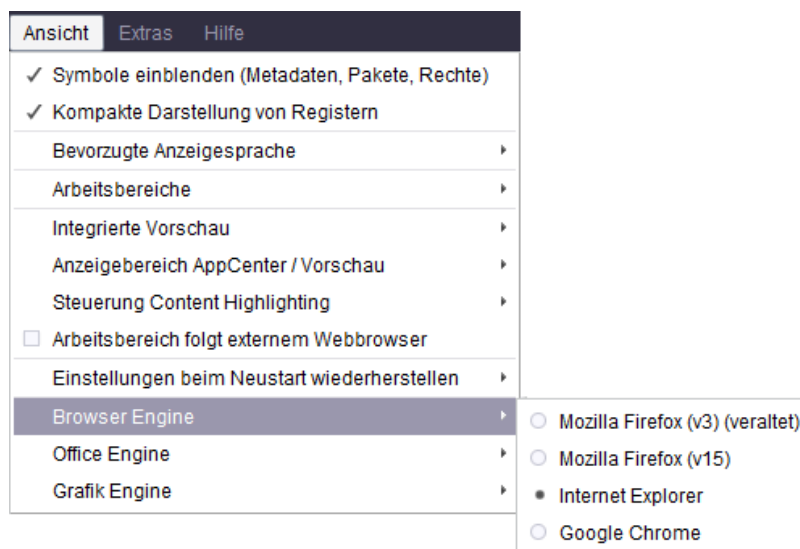 Ansicht Extras Hilfe
Symbole einblenden (Metadaten, Pakete, Rechte)
Kompakte Darstellung von Registern
Bevorzugte Anzeigesprache
Arbeitsbereiche
Integrierte Vorschau
Anzeigebereich AppCenter / Vorschau
Steuerung Content Highlighting
Arbeitsbereich folgt externem Webbrowser
Einstellungen beim Neustart wiederherstellen
Browser Engine
Office Engine
Grafik Engine
Mozilla Firefox (v3) (veraltet)
Mozilla Firefox (v15)
Internet Explorer
Google Chrome